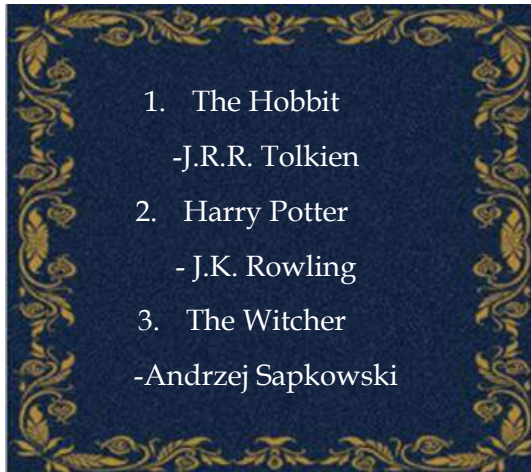 1. The Hobbit
-J.R.R. Tolkien
2. Harry Potter
- J.K. Rowling
3. The Witcher
-Andrzej Sapkowski